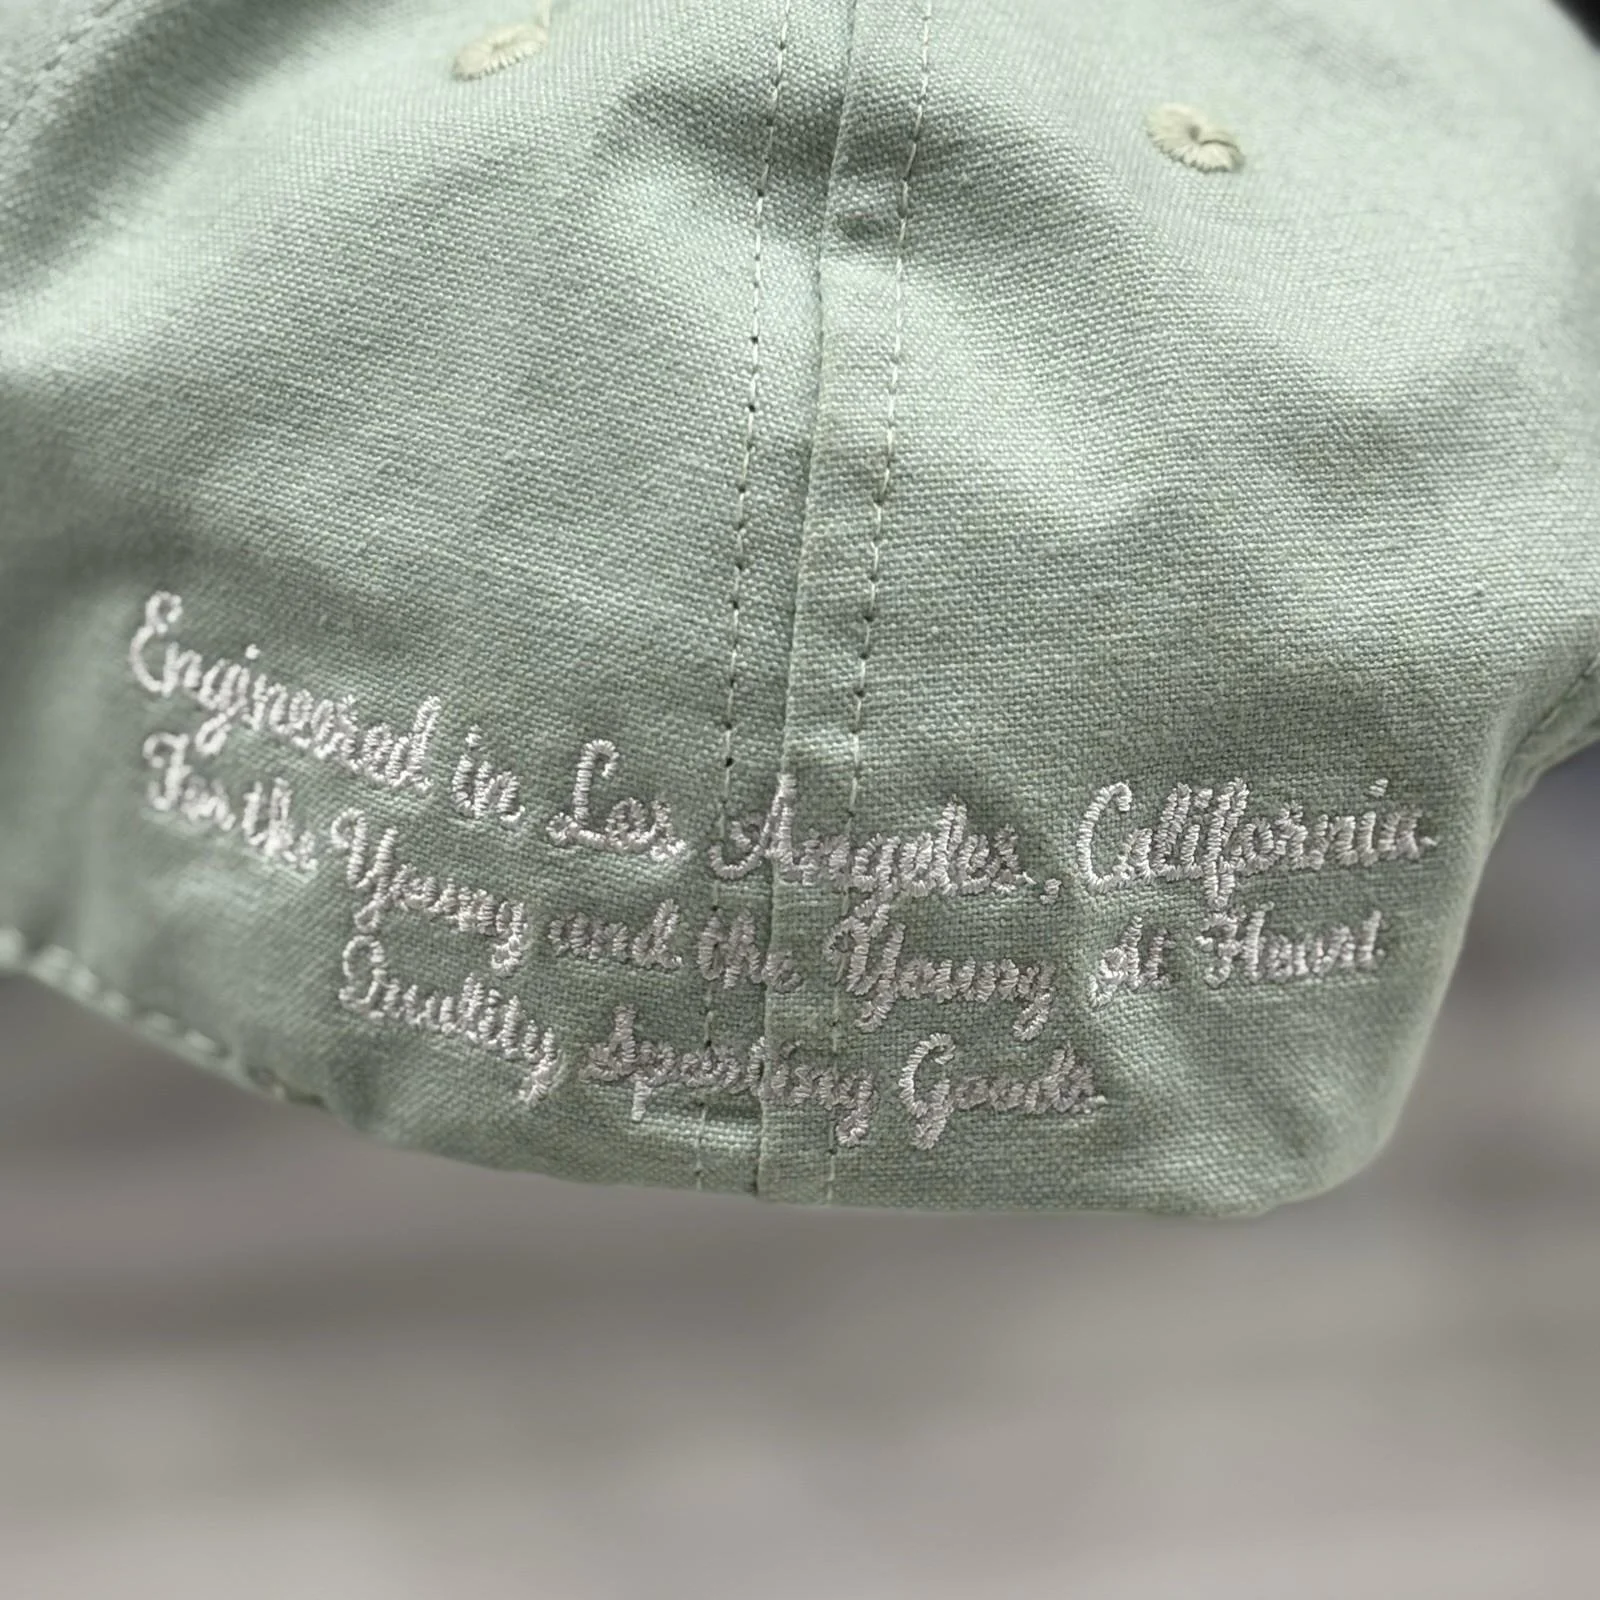 Engineered in Los Angeles, California
For the Young and the Young At Heart
Quality Sporting Goods